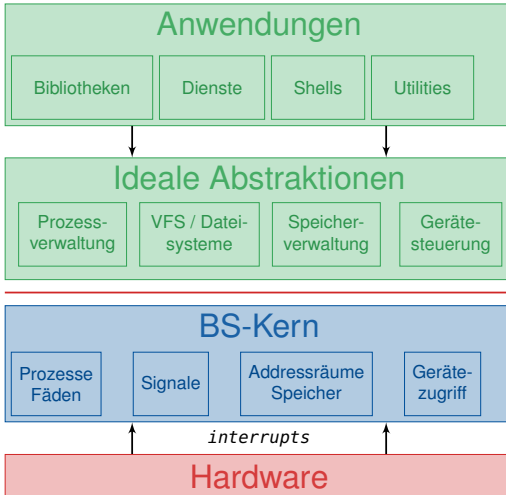 Anwendungen
Bibliotheken Dienste Shells Utilities
Ideale Abstraktionen
Prozess- VFS / Datei- Speicher- Geräte-
verwaltung systeme verwaltung steuerung
BS-Kern
Prozesse Signale Addressräume Geräte-
Fäden Speicher zugriff
interrupts
Hardware